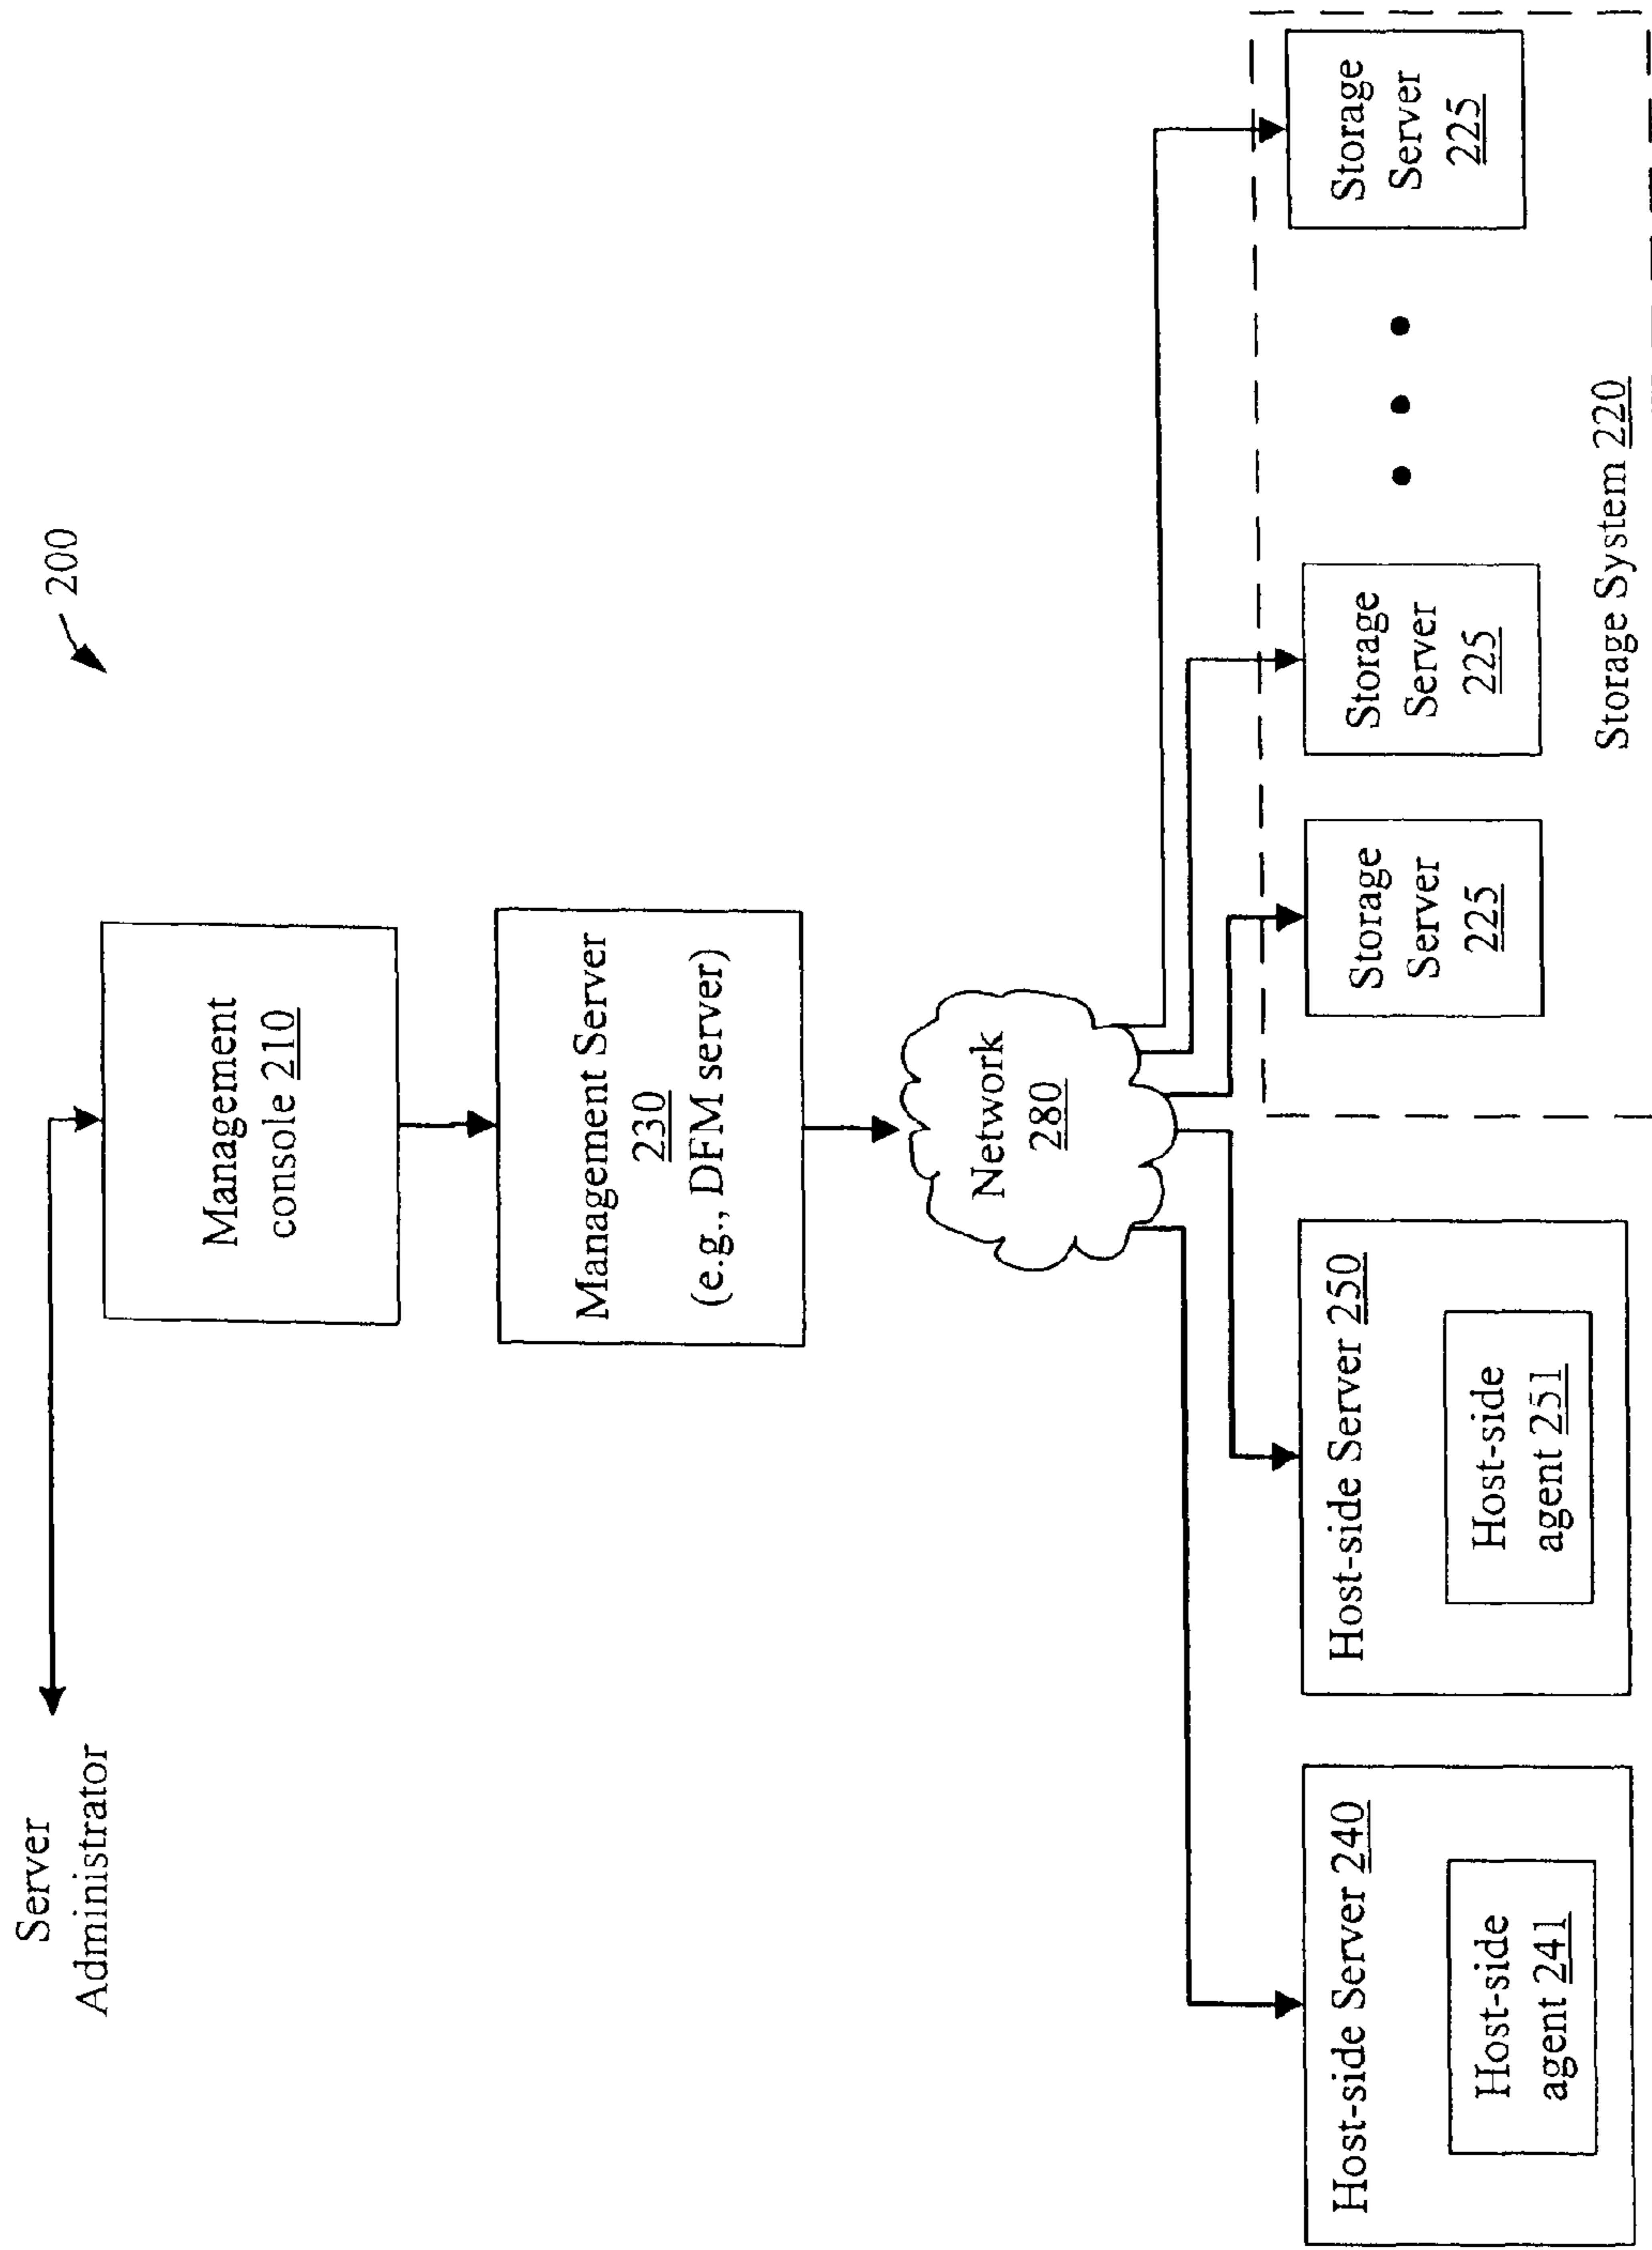 200
Server
Administrator
Management
console 210
Management Server
230
(e.g., DFM server)
Network
280
Host-side Server 240
Host-side
agent 241
Host-side Server 250
Host-side
agent 251
Storage
Server
225
Storage
Server
225
Storage
Server
225
Storage System 220